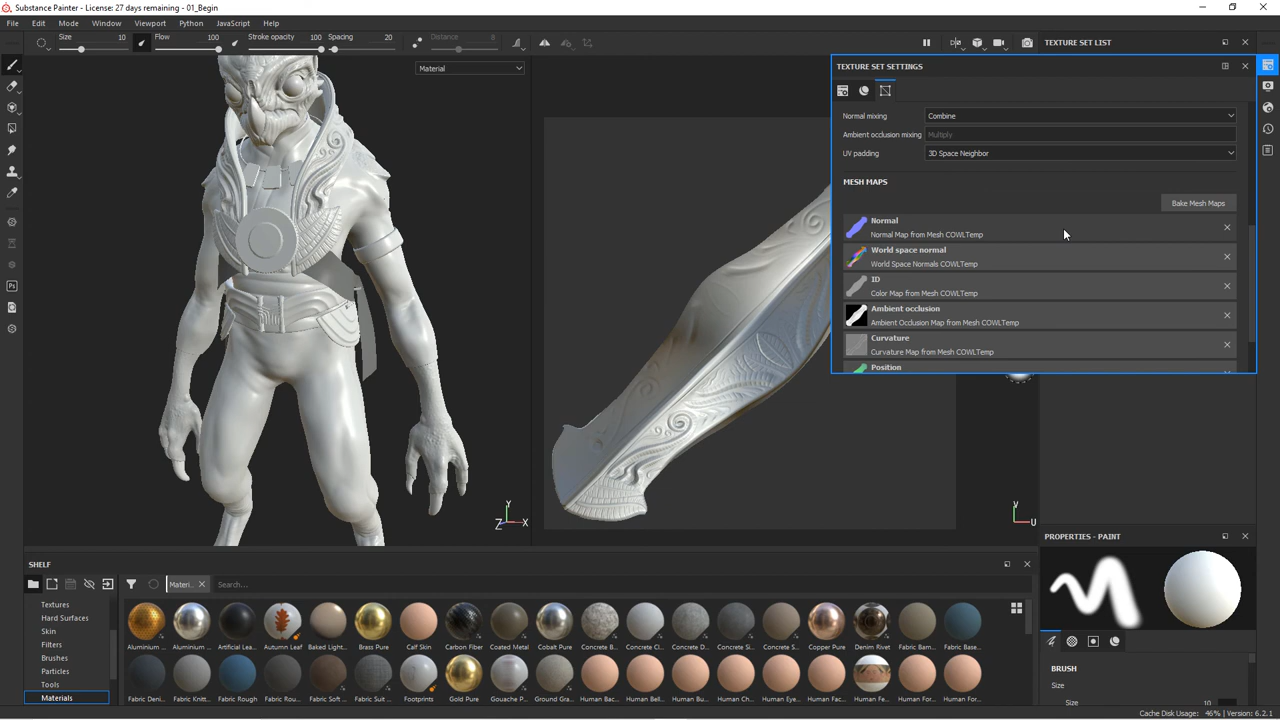 Substance Painter - License: 27 days remaining - 01_Begin
File Edit Mode Window Viewport Python JavaScript Help
Size 10 Flow 100 Stroke opacity 100 Spacing 20 Distance 8
TEXTURE SET LIST
Material
TEXTURE SET SETTINGS
Normal mixing Combine
Ambient occlusion mixing Multiply
UV padding 3D Space Neighbor
MESH MAPS
Bake Mesh Maps
Normal
Normal Map from Mesh COWLTemp
World space normal
World Space Normals COWLTemp
ID
Color Map from Mesh COWLTemp
Ambient occlusion
Ambient Occlusion Map from Mesh COWLTemp
Curvature
Curvature Map from Mesh COWLTemp
Position
Y
Z X
V
U
PROPERTIES - PAINT
SHELF
Materi... Search...
Textures
Hard Surfaces
Skin
Filters
Brushes
Particles
Tools
Materials
Aluminium ... Aluminium ... Artificial Lea... Autumn Leaf Baked Light... Brass Pure Calf Skin Carbon Fiber Coated Metal Cobalt Pure Concrete B... Concrete Cl... Concrete D... Concrete Si... Concrete S... Copper Pure Denim Rivet Fabric Bam... Fabric Base...
Fabric Deni... Fabric Knitt... Fabric Rough Fabric Rou... Fabric Soft ... Fabric Suit ... Footprints Gold Pure Gouache P... Ground Gra... Human Bac... Human Bell... Human Bu... Human Ch... Human Eye... Human Fac... Human Fe... Human For... Human For...
BRUSH
Size
Size 10
Cache Disk Usage: 46% | Version: 6.2.1